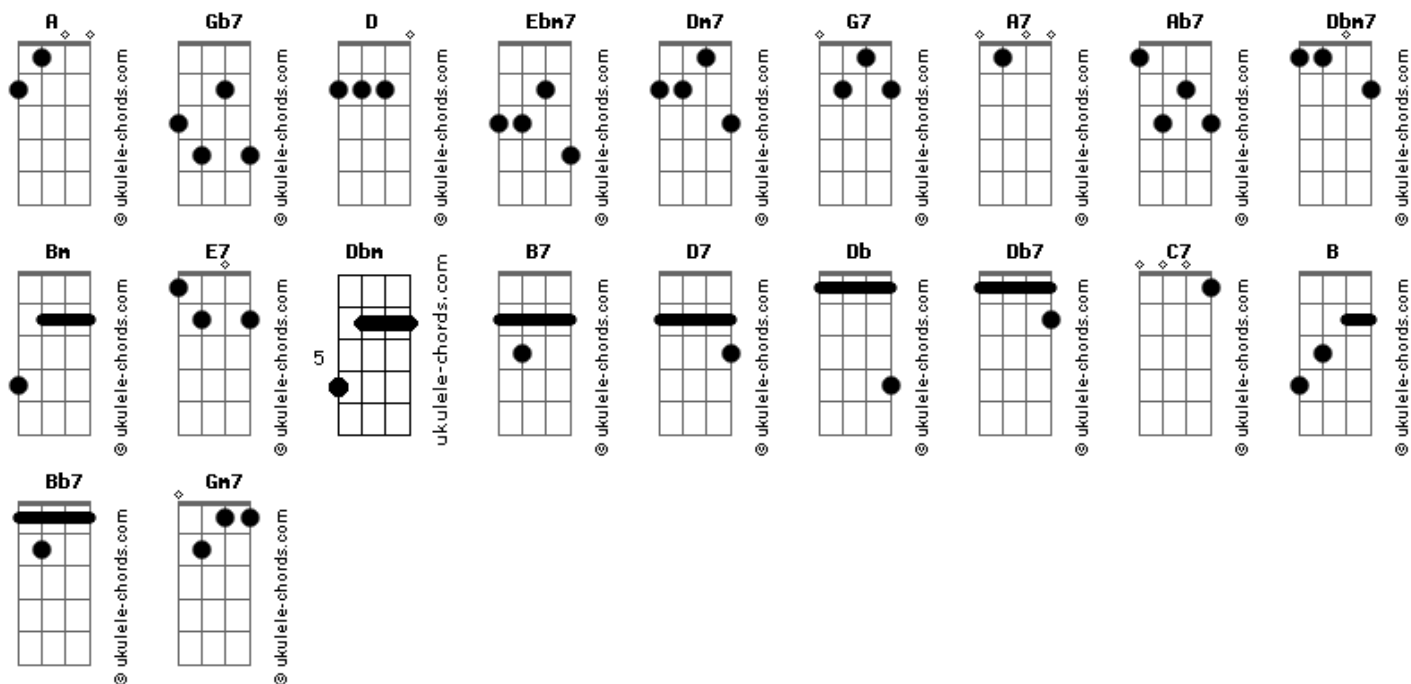 A Gb7 D Ebm7 Dm7 G7 A7 Ab7 Dbm7
© ukulele-chords.com © ukulele-chords.com © ukulele-chords.com © ukulele-chords.com © ukulele-chords.com © ukulele-chords.com © ukulele-chords.com © ukulele-chords.com © ukulele-chords.com
Bm E7 Dbm B7 D7 Db Db7 C7 B
5
© ukulele-chords.com © ukulele-chords.com ukulele-chords.com © ukulele-chords.com © ukulele-chords.com © ukulele-chords.com © ukulele-chords.com © ukulele-chords.com © ukulele-chords.com
Bb7 Gm7
© ukulele-chords.com © ukulele-chords.com